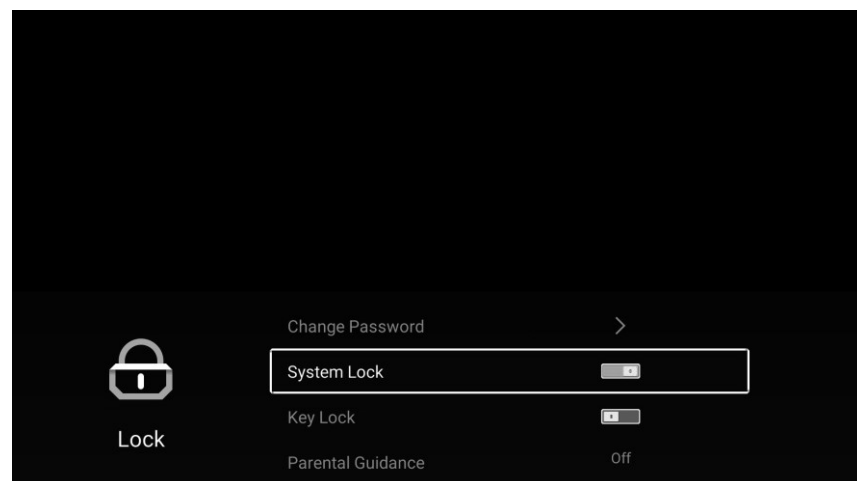 Change Password
System Lock
Key Lock
Lock
Parental Guidance Off